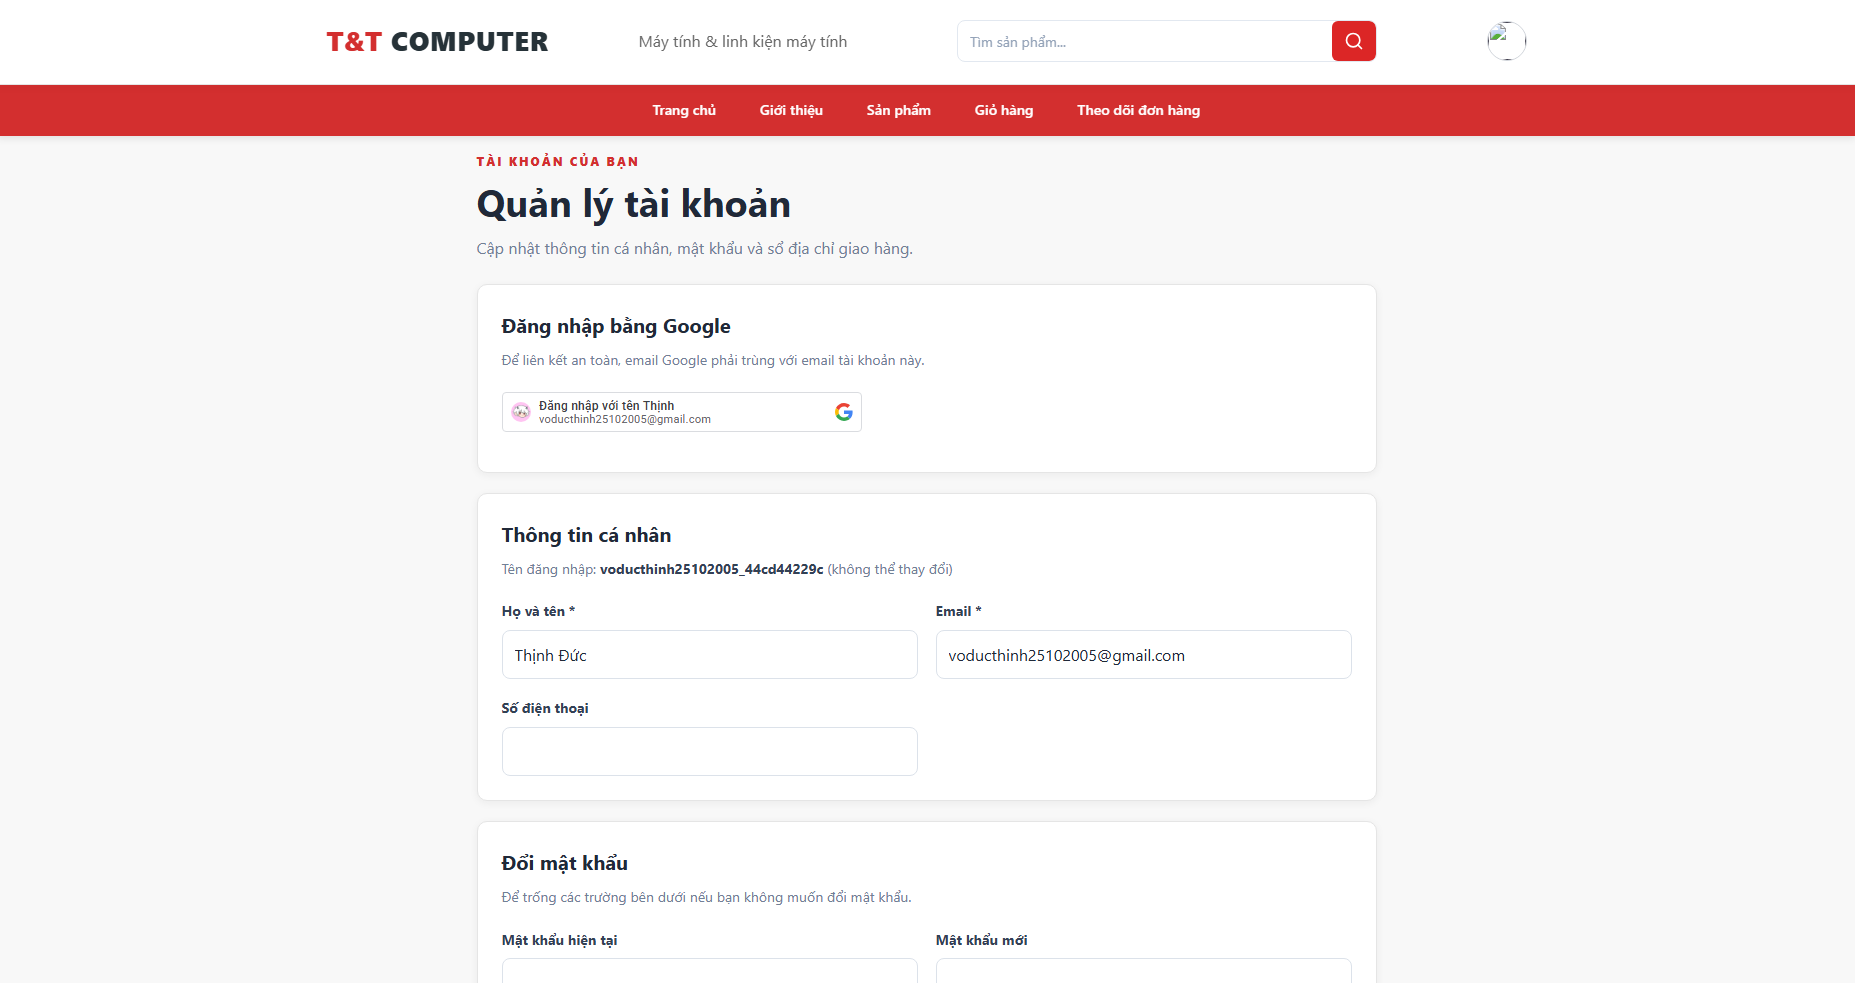 T&T COMPUTER
Máy tính & linh kiện máy tính
Tìm sản phẩm...
Trang chủ
Giới thiệu
Sản phẩm
Giỏ hàng
Theo dõi đơn hàng
TÀI KHOẢN CỦA BẠN
Quản lý tài khoản
Cập nhật thông tin cá nhân, mật khẩu và sổ địa chỉ giao hàng.
Đăng nhập bằng Google
Để liên kết an toàn, email Google phải trùng với email tài khoản này.
Đăng nhập với tên Thịnh
voducthinh25102005@gmail.com
Thông tin cá nhân
Tên đăng nhập: voducthinh25102005_44cd44229c (không thể thay đổi)
Họ và tên *
Email *
Thịnh Đức
voducthinh25102005@gmail.com
Số điện thoại
Đổi mật khẩu
Để trống các trường bên dưới nếu bạn không muốn đổi mật khẩu.
Mật khẩu hiện tại
Mật khẩu mới